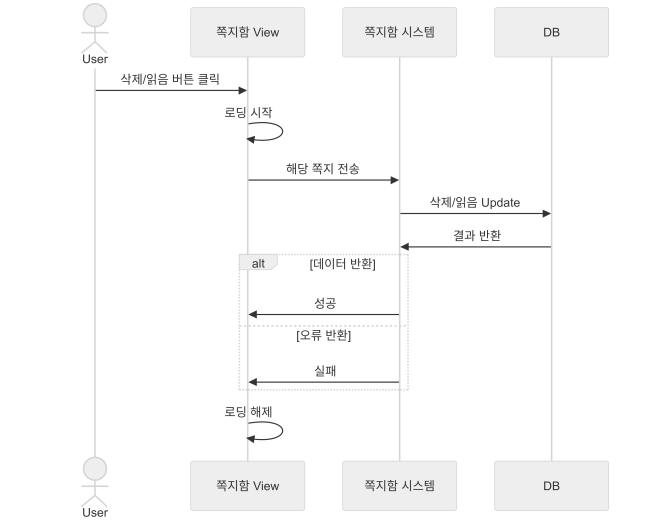 쪽지함 View
쪽지함 시스템
DB
User
삭제/읽음 버튼 클릭
로딩 시작
해당 쪽지 전송
삭제/읽음 Update
결과 반환
alt
[데이터 반환]
성공
[오류 반환]
실패
로딩 해제
쪽지함 View
쪽지함 시스템
DB
User